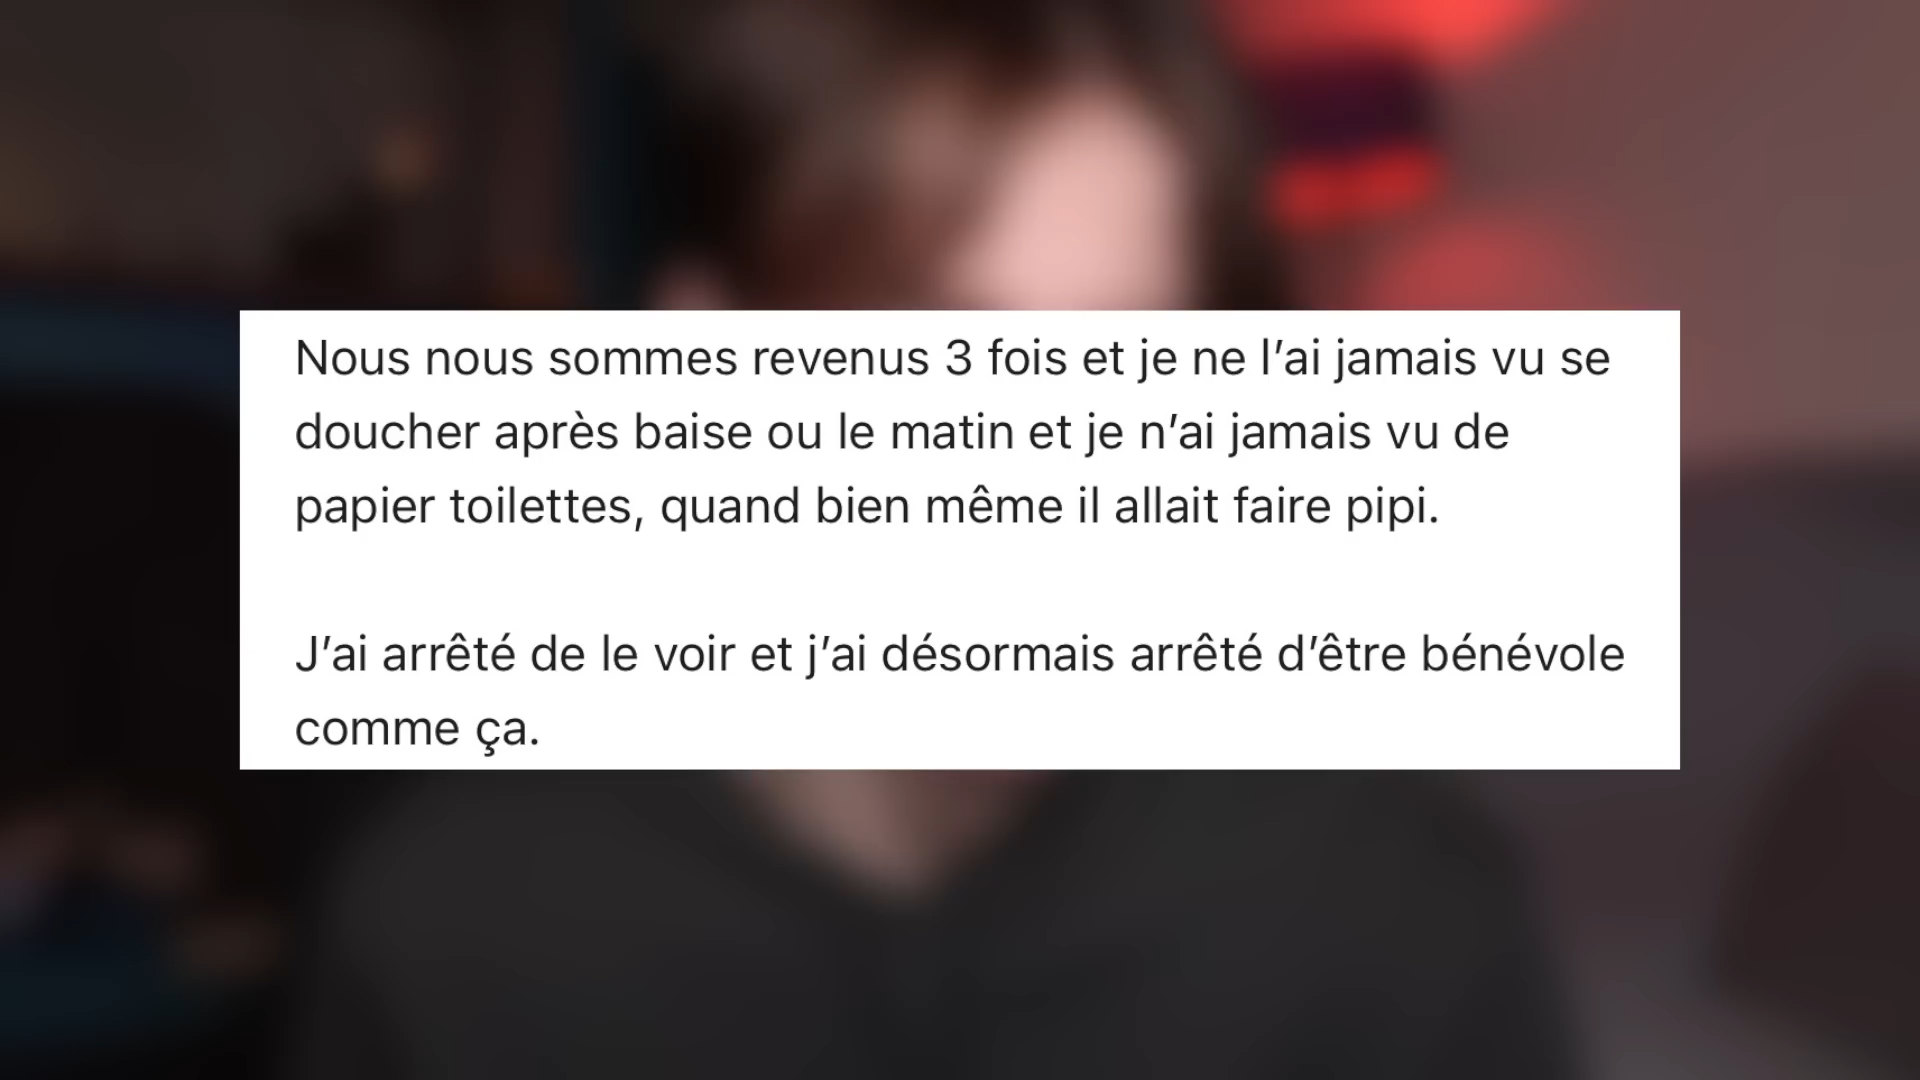 Nous nous sommes revenus 3 fois et je ne l’ai jamais vu se
doucher après baise ou le matin et je n’ai jamais vu de
papier toilettes, quand bien même il allait faire pipi.
J’ai arrêté de le voir et j’ai désormais arrêté d’être bénévole
comme ça.